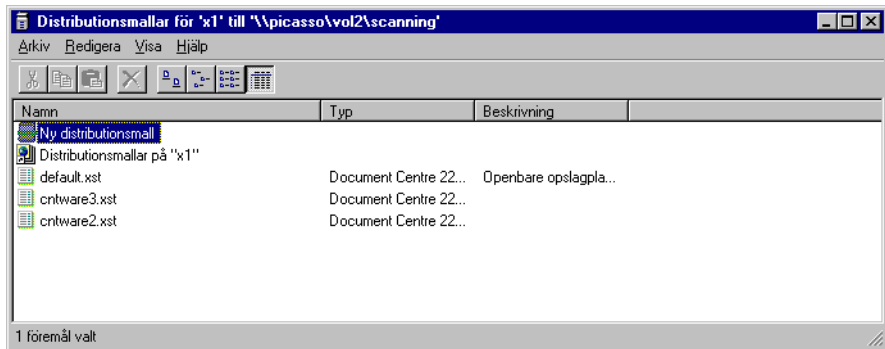 Distributionsmallar för 'x1' till '\\picasso\vol2\scanning'
Arkiv Redigera Visa Hjälp
Namn Typ Beskrivning
Ny distributionsmall
Distributionsmallar på "x1"
default.xst Document Centre 22... Openbare opslagpla...
cntware3.xst Document Centre 22...
cntware2.xst Document Centre 22...
1 föremål valt